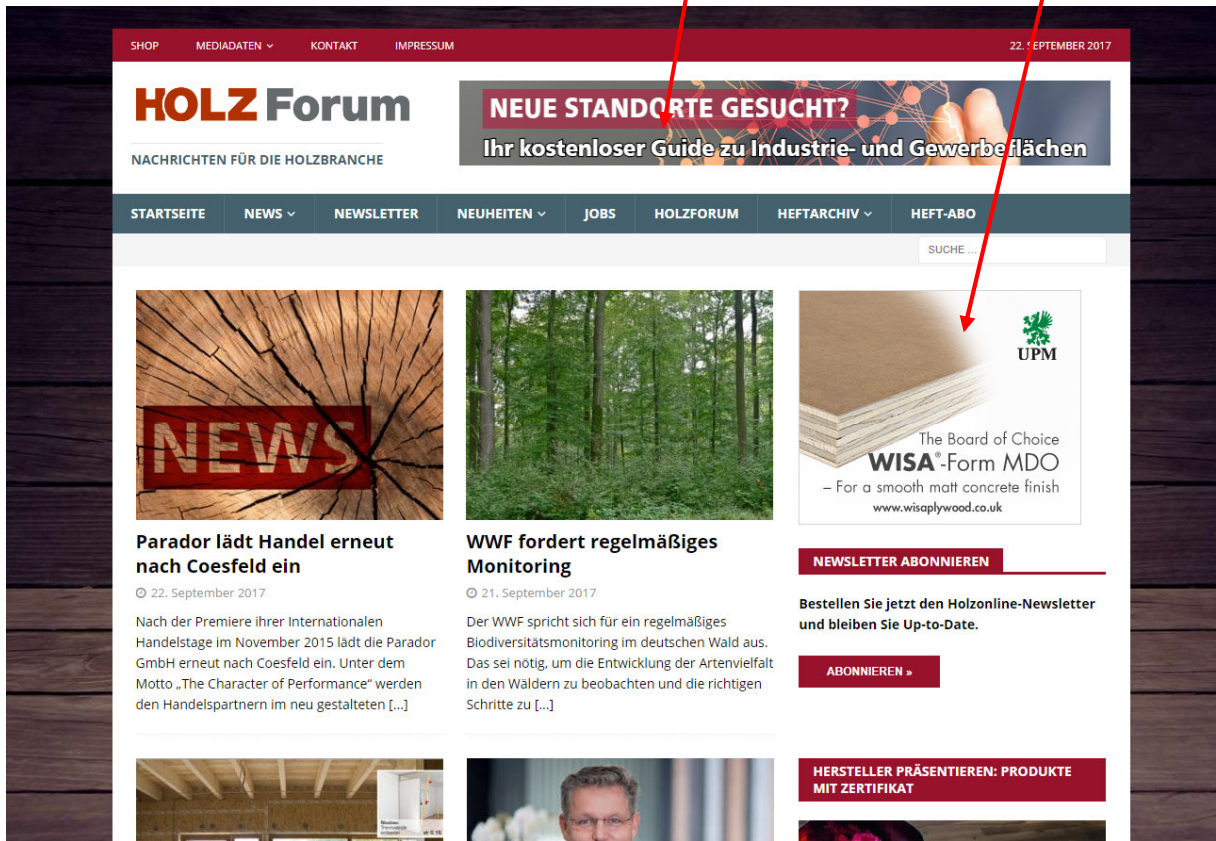 SHOP MEDIADATEN KONTAKT IMPRESSUM 22. SEPTEMBER 2017
HOLZ Forum
NACHRICHTEN FÜR DIE HOLZBRANCHE
NEUE STANDORTE GESUCHT?
Ihr kostenloser Guide zu Industrie- und Gewerbeflächen
STARTSEITE NEWS NEWSLETTER NEUHEITEN JOBS HOLZFORUM HEFTARCHIV HEFT-ABO
SUCHE ...
NEWS
Parador lädt Handel erneut
nach Coesfeld ein
22. September 2017
Nach der Premiere ihrer Internationalen
Handelstage im November 2015 lädt die Parador
GmbH erneut nach Coesfeld ein. Unter dem
Motto „The Character of Performance“ werden
den Handelspartnern im neu gestalteten [...]
WWF fordert regelmäßiges
Monitoring
21. September 2017
Der WWF spricht sich für ein regelmäßiges
Biodiversitätsmonitoring im deutschen Wald aus.
Das sei nötig, um die Entwicklung der Artenvielfalt
in den Wäldern zu beobachten und die richtigen
Schritte zu [...]
UPM
The Board of Choice
WISA®-Form MDO
– For a smooth matt concrete finish
www.wisaplywood.co.uk
NEWSLETTER ABONNIEREN
Bestellen Sie jetzt den Holzonline-Newsletter
und bleiben Sie Up-to-Date.
ABONNIEREN »
HERSTELLER PRÄSENTIEREN: PRODUKTE
MIT ZERTIFIKAT